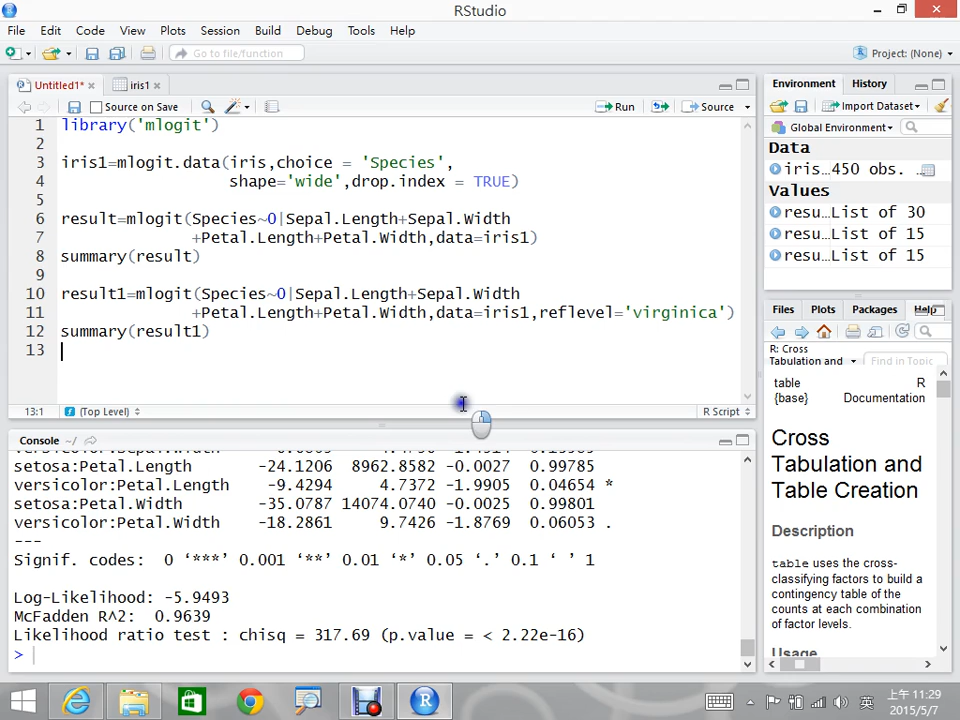 RStudio
File Edit Code View Plots Session Build Debug Tools Help
Go to file/function
Project: (None)
Untitled1*
iris1
Source on Save
Run
Source
1 library('mlogit')
2
3 iris1=mlogit.data(iris,choice = 'Species',
4 shape='wide',drop.index = TRUE)
5
6 result=mlogit(Species~0|Sepal.Length+Sepal.Width
7 +Petal.Length+Petal.Width,data=iris1)
8 summary(result)
9
10 result1=mlogit(Species~0|Sepal.Length+Sepal.Width
11 +Petal.Length+Petal.Width,data=iris1,reflevel='virginica')
12 summary(result1)
13
13:1 (Top Level) R Script
Console ~/
setosa:Petal.Length -24.1206 8962.8582 -0.0027 0.99785
versicolor:Petal.Length -9.4294 4.7372 -1.9905 0.04654 *
setosa:Petal.Width -35.0787 14074.0740 -0.0025 0.99801
versicolor:Petal.Width -18.2861 9.7426 -1.8769 0.06053 .
---
Signif. codes: 0 ‘***’ 0.001 ‘**’ 0.01 ‘*’ 0.05 ‘.’ 0.1 ‘ ’ 1
Log-Likelihood: -5.9493
McFadden R^2: 0.9639
Likelihood ratio test : chisq = 317.69 (p.value = < 2.22e-16)
>
Environment History
Import Dataset
Global Environment
Data
iris…450 obs.
Values
resu…List of 30
resu…List of 15
resu…List of 15
Files Plots Packages Help
R: Cross
Tabulation and
Find in Topic
table R
{base} Documentation
Cross
Tabulation and
Table Creation
Description
table uses the cross-
classifying factors to build a
contingency table of the
counts at each combination
of factor levels.
Usage
英
上午 11:29
2015/5/7